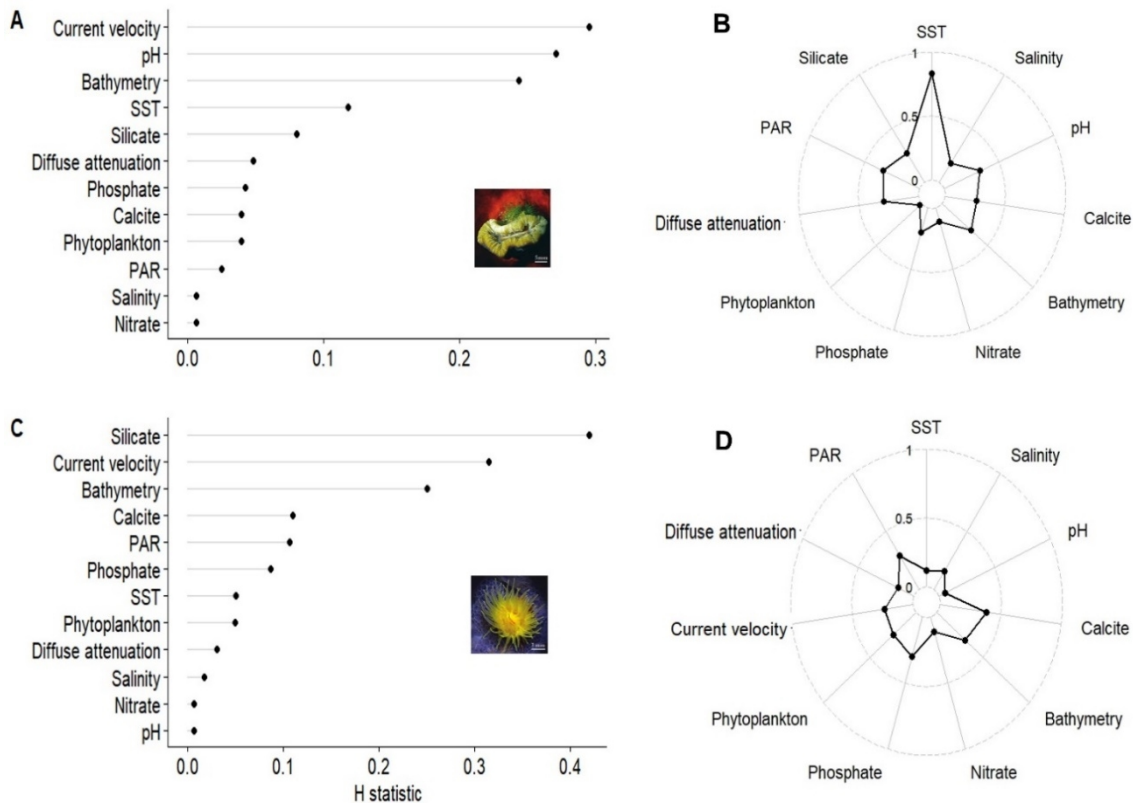 A
Current velocity
pH
Bathymetry
SST
Silicate
Diffuse attenuation
Phosphate
Calcite
Phytoplankton
PAR
Salinity
Nitrate
0.0 0.1 0.2 0.3
B
SST
Silicate Salinity
1
PAR pH
0.5
0
Diffuse attenuation Calcite
Phytoplankton Bathymetry
Phosphate Nitrate
C
Silicate
Current velocity
Bathymetry
Calcite
PAR
Phosphate
SST
Phytoplankton
Diffuse attenuation
Salinity
Nitrate
pH
0.0 0.1 0.2 0.3 0.4
H statistic
D
SST
1
PAR Salinity
Diffuse attenuation pH
0.5
0
Current velocity Calcite
Phytoplankton Bathymetry
Phosphate Nitrate